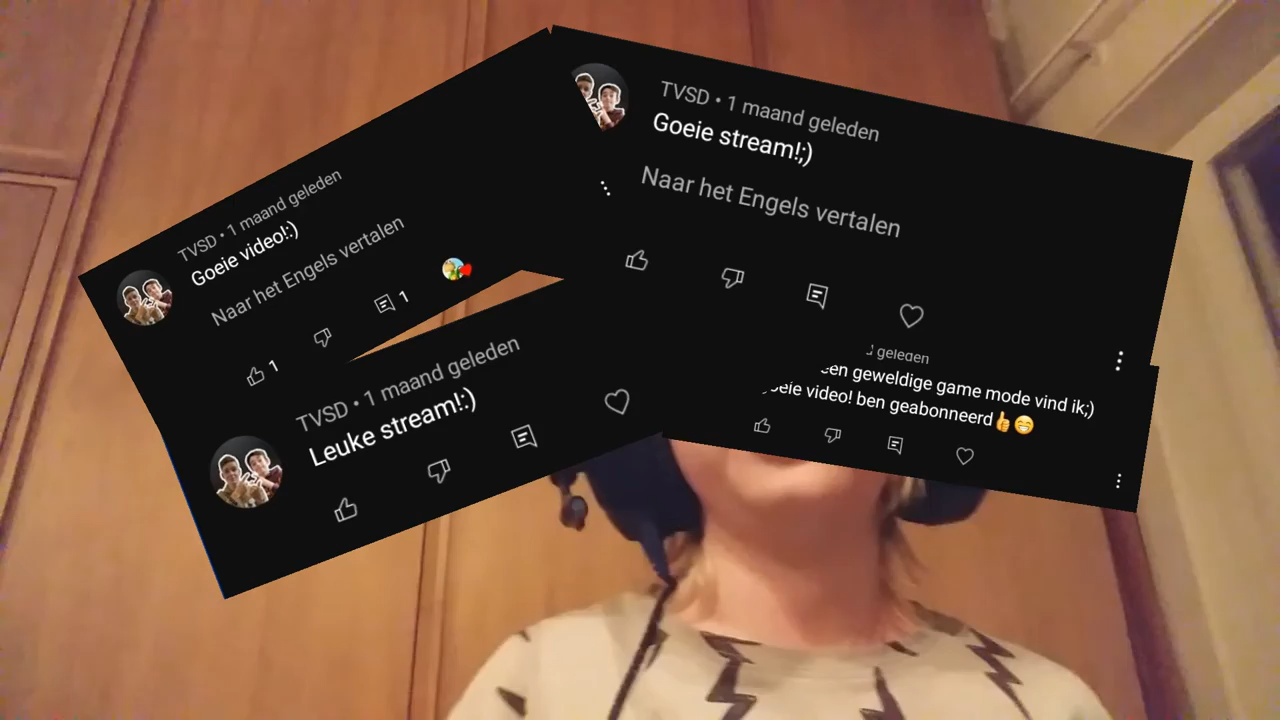 TVSD • 1 maand geleden
Goeie video!:)
Naar het Engels vertalen
1
1
TVSD • 1 maand geleden
Goeie stream!;)
Naar het Engels vertalen
TVSD • 1 maand geleden
Leuke stream!:)
geleden
een geweldige game mode vind ik;)
video! ben geabonneerd👍😁